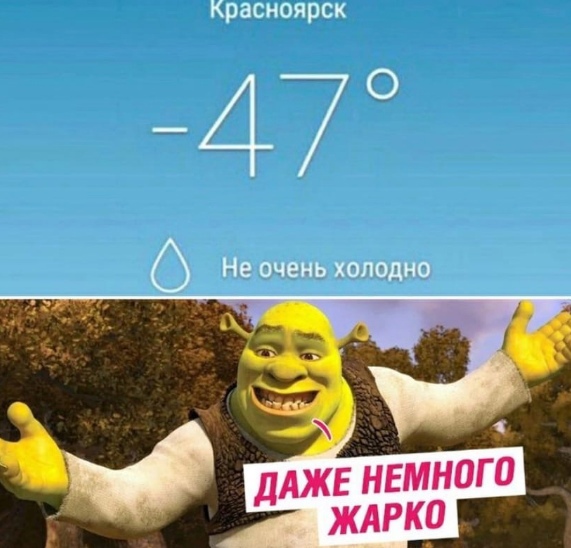 Красноярск
-47°
Не очень холодно
ДАЖЕ НЕМНОГО
ЖАРКО